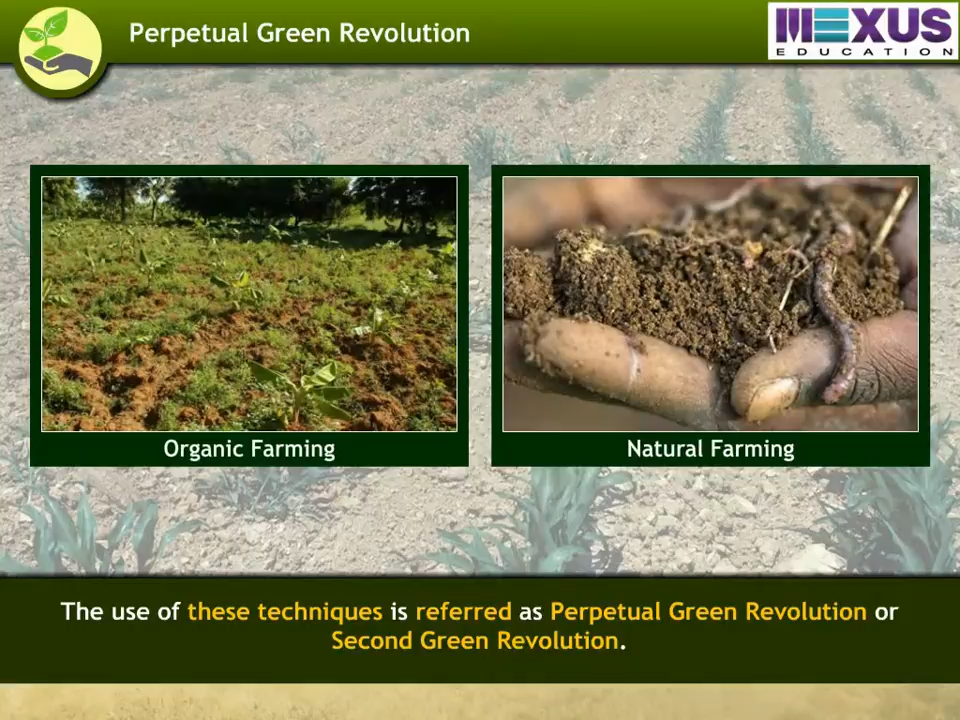 Perpetual Green Revolution
MEXUS
EDUCATION
Organic Farming
Natural Farming
The use of these techniques is referred as Perpetual Green Revolution or
Second Green Revolution.